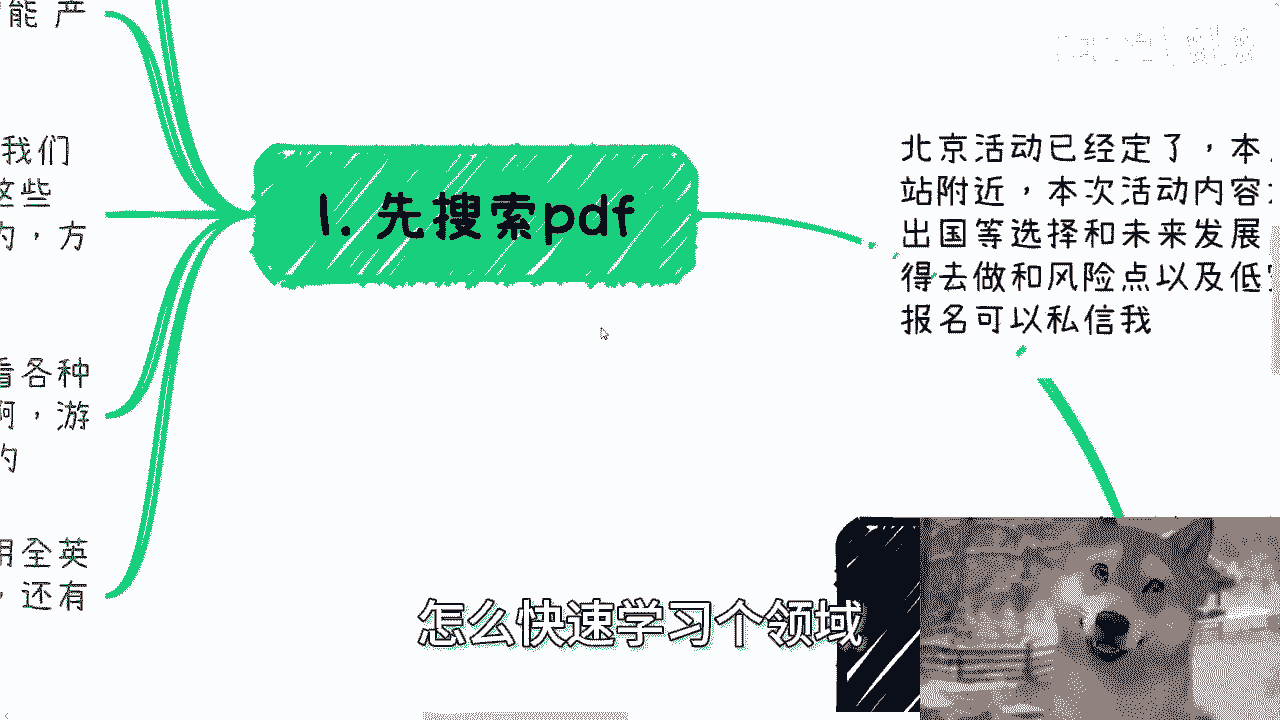 能 产
我们
这些
的，方
看各种
啊，游
的
用全英
，还有
1. 先搜索pdf
北京活动已经定了，本
站附近，本次活动内容
出国等选择和未来发展
得去做和风险点以及低
报名可以私信我
怎么快速学习个领域